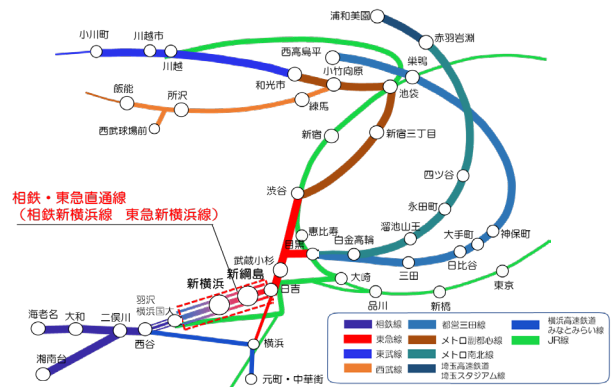 浦和美園
小川町
川越市
川越
西高島平
赤羽岩淵
巣鴨
小竹向原
和光市
池袋
飯能
所沢
練馬
西武球場前
新宿
新宿三丁目
四ツ谷
渋谷
永田町
相鉄・東急直通線
(相鉄新横浜線 東急新横浜線)
恵比寿
溜池山王
目黒
白金高輪
大手町
神保町
武蔵小杉
三田
日比谷
新綱島
新横浜
日吉
大崎
東京
品川
新橋
羽沢
横浜国大
海老名
大和
二俣川
西谷
横浜
湘南台
元町・中華街
相鉄線
東急線
東武線
西武線
都営三田線
メトロ副都心線
メトロ南北線
埼玉高速鉄道
埼玉スタジアム線
横浜高速鉄道
みなとみらい線
JR線